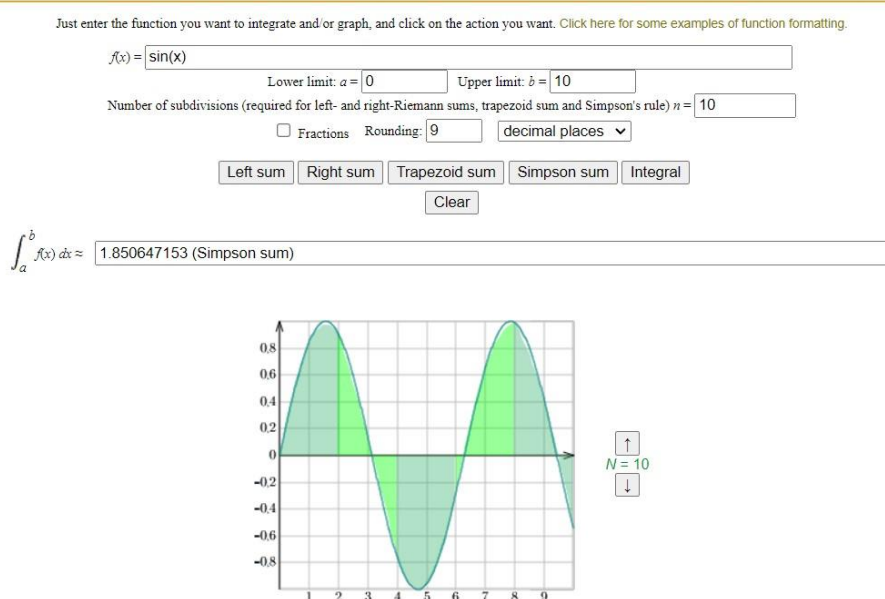 Just enter the function you want to integrate and/or graph, and click on the action you want. Click here for some examples of function formatting.
f(x) = sin(x)
Lower limit: a = 0 Upper limit: b = 10
Number of subdivisions (required for left- and right-Riemann sums, trapezoid sum and Simpson's rule) n = 10
Fractions Rounding: 9 decimal places
Left sum Right sum Trapezoid sum Simpson sum Integral
Clear
∫ₐᵇ f(x) dx ≈ 1.850647153 (Simpson sum)
0,8
0,6
0,4
0,2
0
-0,2
-0,4
-0,6
-0,8
1 2 3 4 5 6 7 8 9
↑
N = 10
↓